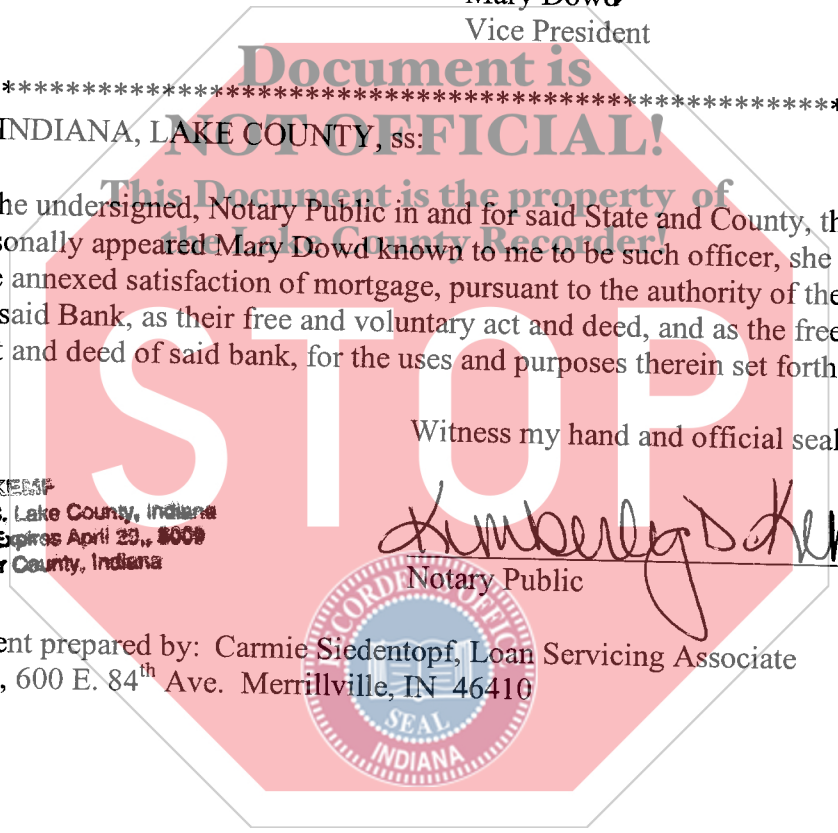 Mary Dowd
Vice President
Document is
************************************************************
INDIANA, LAKE COUNTY, ss:
NOT OFFICIAL!
This Document is the property of
he undersigned, Notary Public in and for said State and County, th
sonally appeared Mary Dowd known to me to be such officer, she
the Lake County Recorder!
e annexed satisfaction of mortgage, pursuant to the authority of the
said Bank, as their free and voluntary act and deed, and as the free
t and deed of said bank, for the uses and purposes therein set forth
STOP
Witness my hand and official seal
KEMP
s. Lake County, Indiana
Expires April 29., 2009
r County, Indiana
Kimberley D Kem
Notary Public
RECORDER'S OFFICE
ent prepared by: Carmie Siedentopf, Loan Servicing Associate
, 600 E. 84th Ave. Merrillville, IN 46410
SEAL
INDIANA